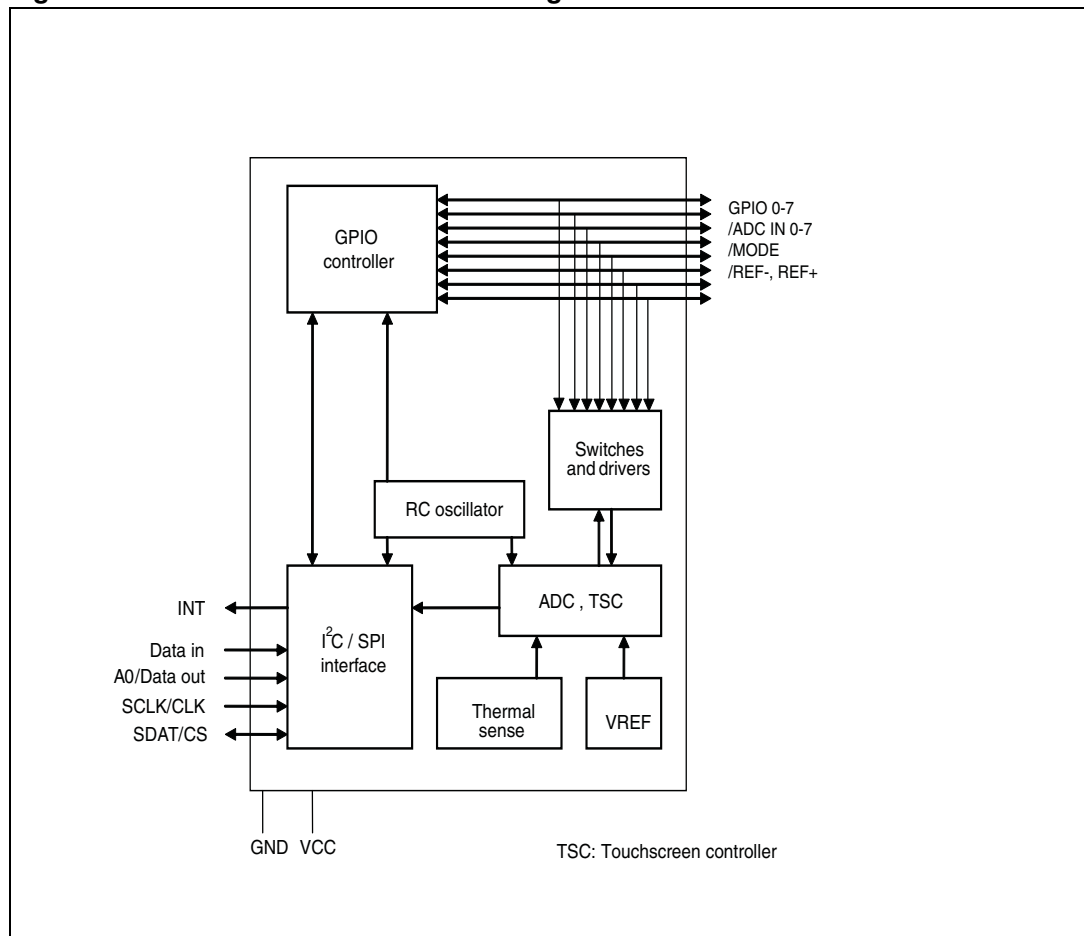 GPIO
controller
GPIO 0-7
/ADC IN 0-7
/MODE
/REF-, REF+
Switches
and drivers
RC oscillator
INT
Data in
A0/Data out
SCLK/CLK
SDAT/CS
I2C / SPI
interface
ADC , TSC
Thermal
sense
VREF
GND VCC
TSC: Touchscreen controller